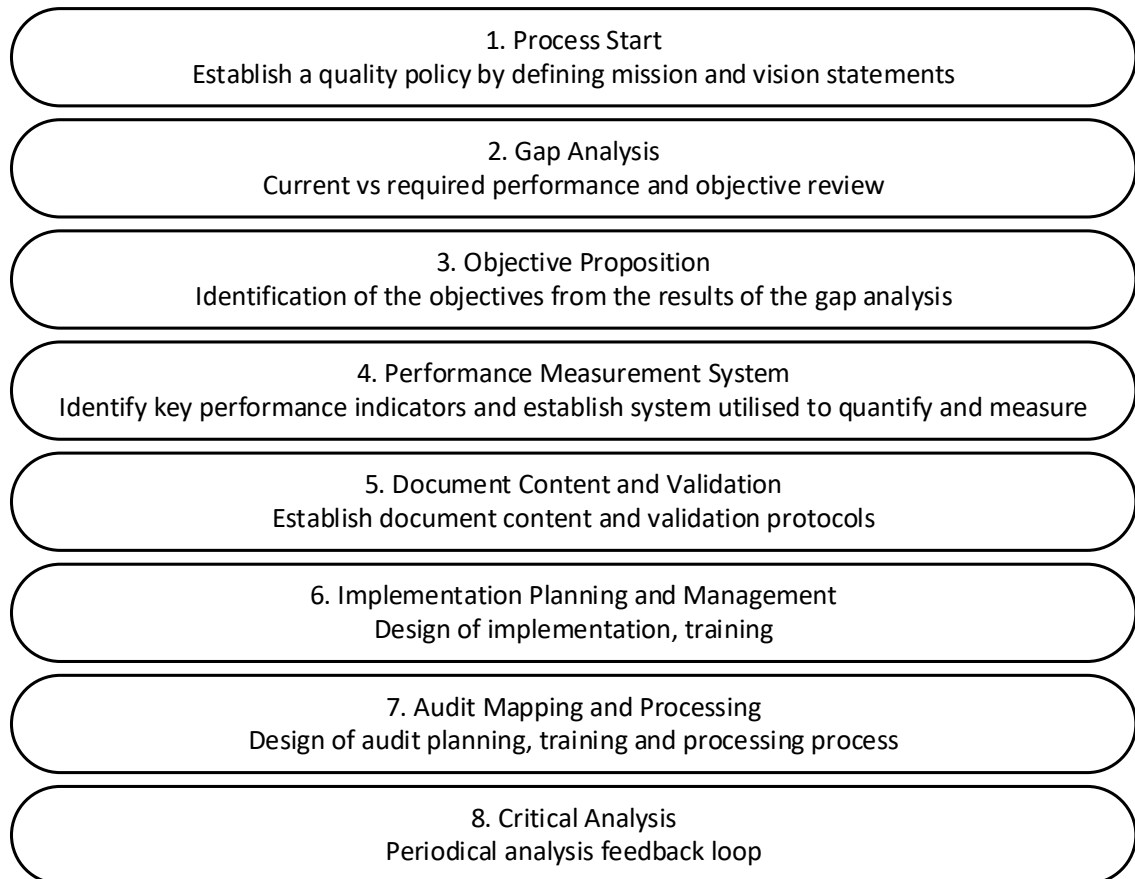 1. Process Start
Establish a quality policy by defining mission and vision statements
2. Gap Analysis
Current vs required performance and objective review
3. Objective Proposition
Identification of the objectives from the results of the gap analysis
4. Performance Measurement System
Identify key performance indicators and establish system utilised to quantify and measure
5. Document Content and Validation
Establish document content and validation protocols
6. Implementation Planning and Management
Design of implementation, training
7. Audit Mapping and Processing
Design of audit planning, training and processing process
8. Critical Analysis
Periodical analysis feedback loop